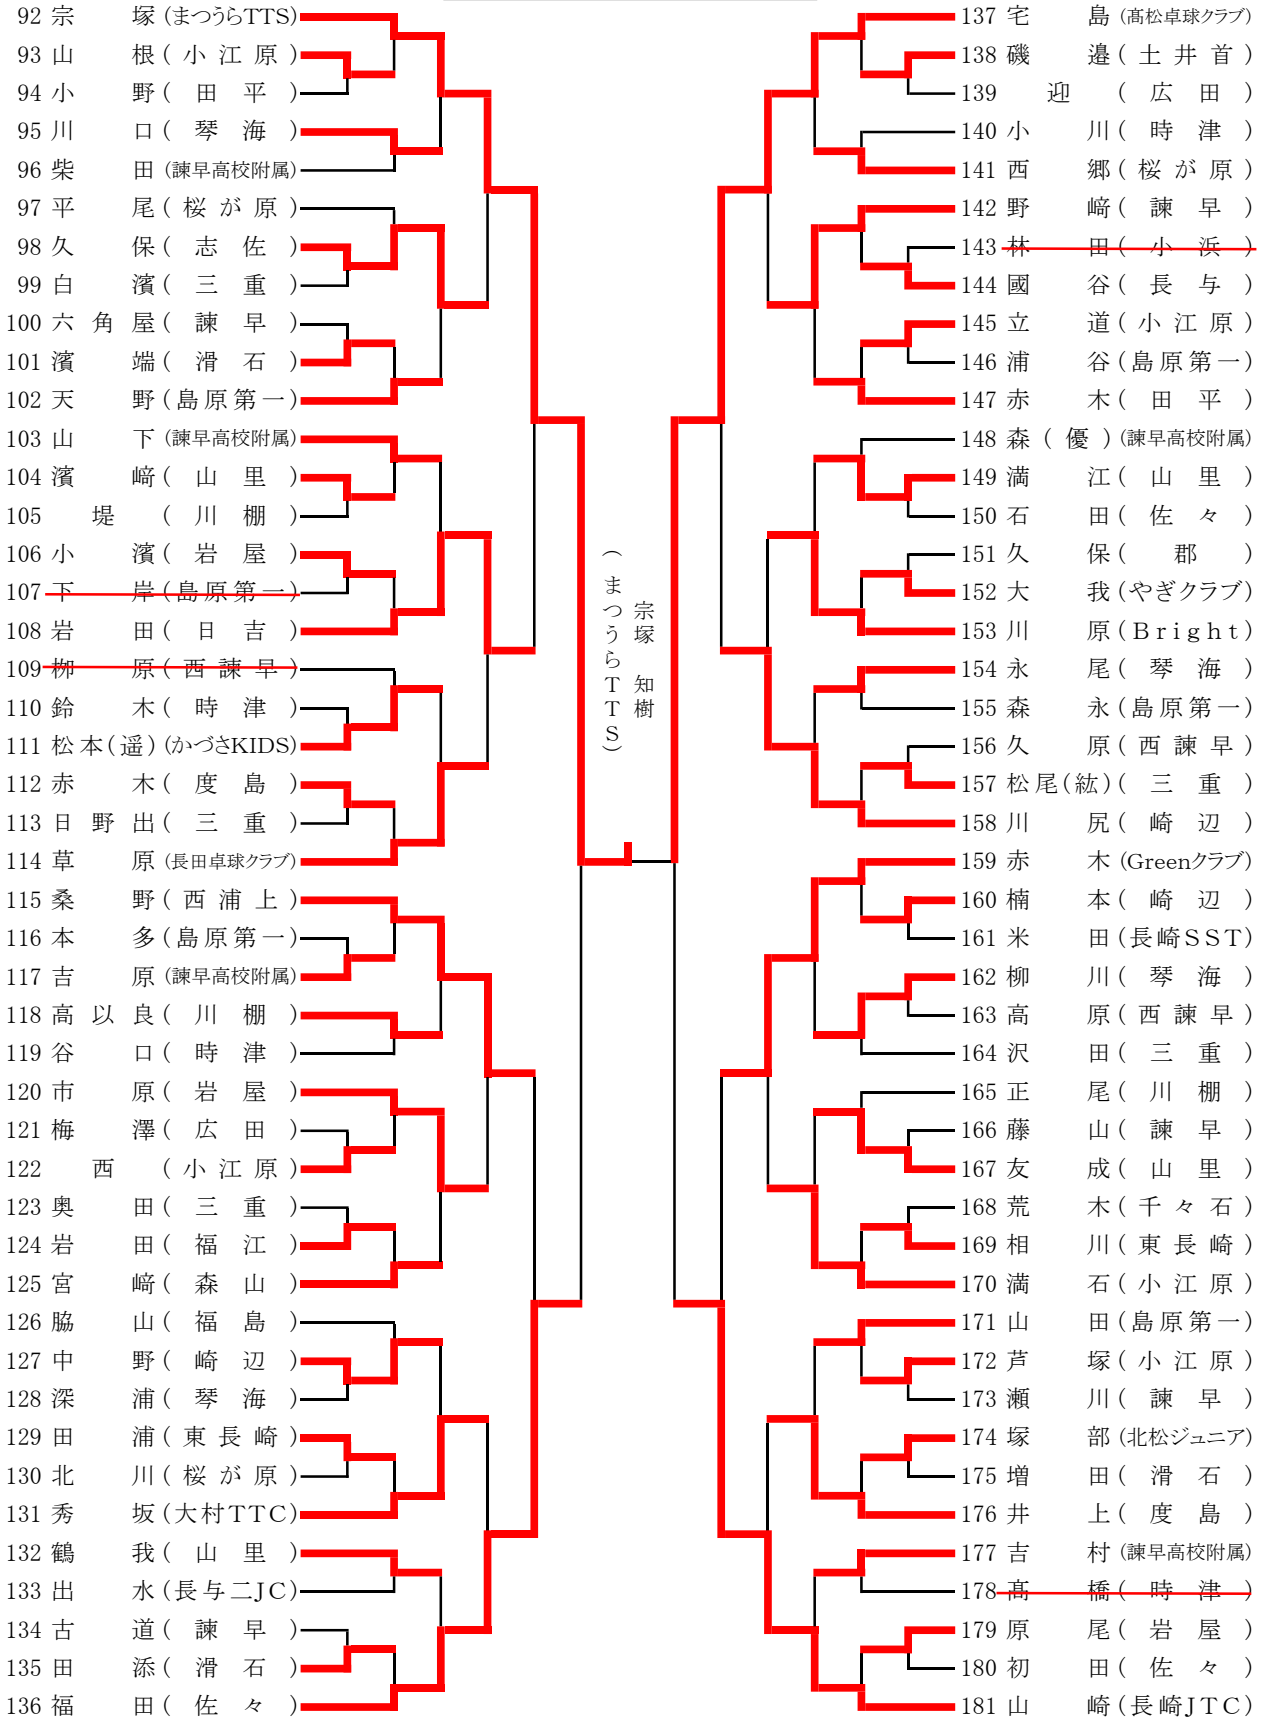 92 宗塚 (まつうらTTS)
93 山根 (小江原)
94 小野 (田平)
95 川口 (琴海)
96 柴田 (諫早高校附属)
97 平尾 (桜が原)
98 久保 (志佐)
99 白濱 (三重)
100 六角屋 (諫早)
101 濱端 (滑石)
102 天野 (島原第一)
103 山下 (諫早高校附属)
104 濱﨑 (山里)
105 堤 (川棚)
106 小濱 (岩屋)
107 下岸 (島原第一)
108 岩田 (日吉)
109 栁原 (西諫早)
110 鈴木 (時津)
111 松本(遥) (かづさKIDS)
112 赤木 (度島)
113 日野出 (三重)
114 草原 (長田卓球クラブ)
115 桑野 (西浦上)
116 本多 (島原第一)
117 吉原 (諫早高校附属)
118 高以良 (川棚)
119 谷口 (時津)
120 市原 (岩屋)
121 梅澤 (広田)
122 西 (小江原)
123 奥田 (三重)
124 岩田 (福江)
125 宮﨑 (森山)
126 脇山 (福島)
127 中野 (崎辺)
128 深浦 (琴海)
129 田浦 (東長崎)
130 北川 (桜が原)
131 秀坂 (大村TTC)
132 鶴我 (山里)
133 出水 (長与二JC)
134 古道 (諫早)
135 田添 (滑石)
136 福田 (佐々)
宗塚 知樹
(まつうらTTS)
137 宅島 (髙松卓球クラブ)
138 磯邉 (土井首)
139 迎 (広田)
140 小川 (時津)
141 西郷 (桜が原)
142 野﨑 (諫早)
143 林田 (小浜)
144 國谷 (長与)
145 立道 (小江原)
146 浦谷 (島原第一)
147 赤木 (田平)
148 森(優) (諫早高校附属)
149 満江 (山里)
150 石田 (佐々)
151 久保 (郡)
152 大我 (やぎクラブ)
153 川原 (Bright)
154 永尾 (琴海)
155 森永 (島原第一)
156 久原 (西諫早)
157 松尾(紘) (三重)
158 川尻 (崎辺)
159 赤木 (Greenクラブ)
160 楠本 (崎辺)
161 米田 (長崎SST)
162 柳川 (琴海)
163 高原 (西諫早)
164 沢田 (三重)
165 正尾 (川棚)
166 藤山 (諫早)
167 友成 (山里)
168 荒木 (千々石)
169 相川 (東長崎)
170 満石 (小江原)
171 山田 (島原第一)
172 芦塚 (小江原)
173 瀬川 (諫早)
174 塚部 (北松ジュニア)
175 増田 (滑石)
176 井上 (度島)
177 吉村 (諫早高校附属)
178 髙橋 (時津)
179 原尾 (岩屋)
180 初田 (佐々)
181 山崎 (長崎JTC)